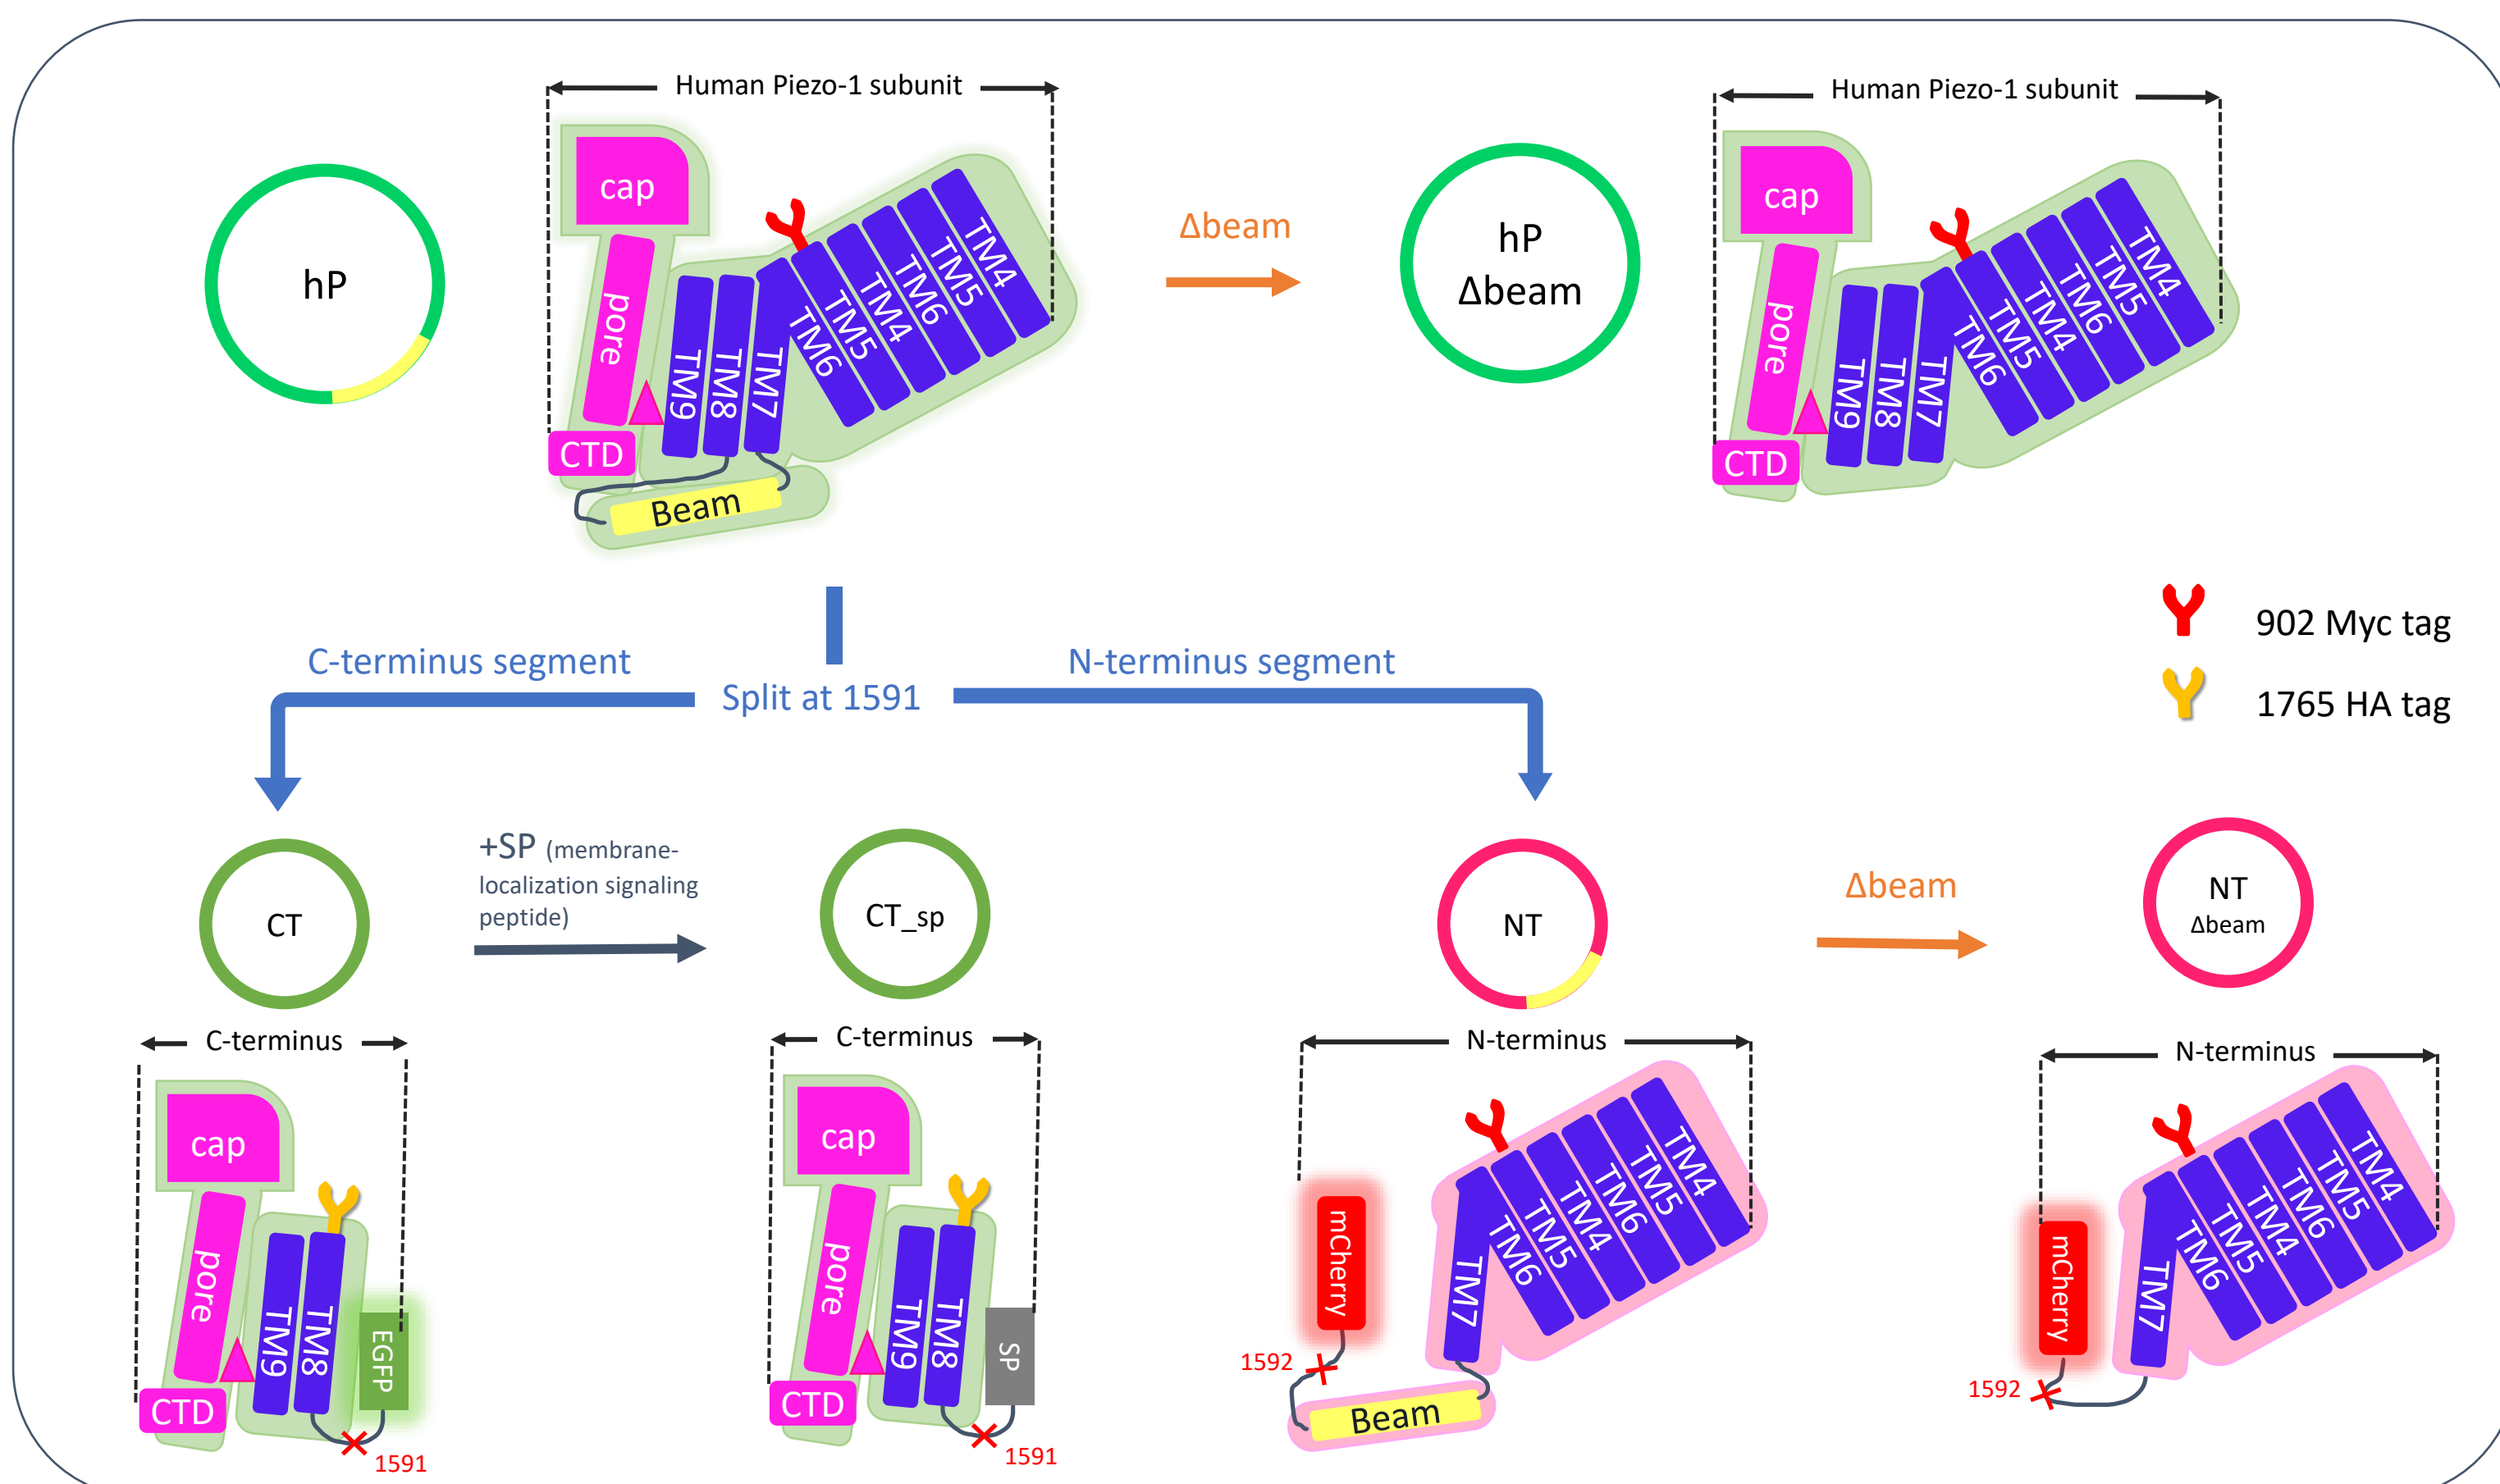 Human Piezo-1 subunit
Human Piezo-1 subunit
hP
cap
pore
CTD
TM9
TM8
TM7
TM6
TM5
TM4
TM6
TM5
TM4
Beam
Δbeam
hP
Δbeam
cap
pore
CTD
TM9
TM8
TM7
TM6
TM5
TM4
TM6
TM5
TM4
902 Myc tag
1765 HA tag
C-terminus segment
Split at 1591
N-terminus segment
CT
+SP (membrane-
localization signaling
peptide)
CT_sp
NT
Δbeam
NT
Δbeam
C-terminus
cap
pore
CTD
TM9
TM8
EGFP
1591
C-terminus
cap
pore
CTD
TM9
TM8
SP
1591
N-terminus
mCherry
1592
TM7
TM6
TM5
TM4
TM6
TM5
TM4
Beam
N-terminus
mCherry
1592
TM7
TM6
TM5
TM4
TM6
TM5
TM4